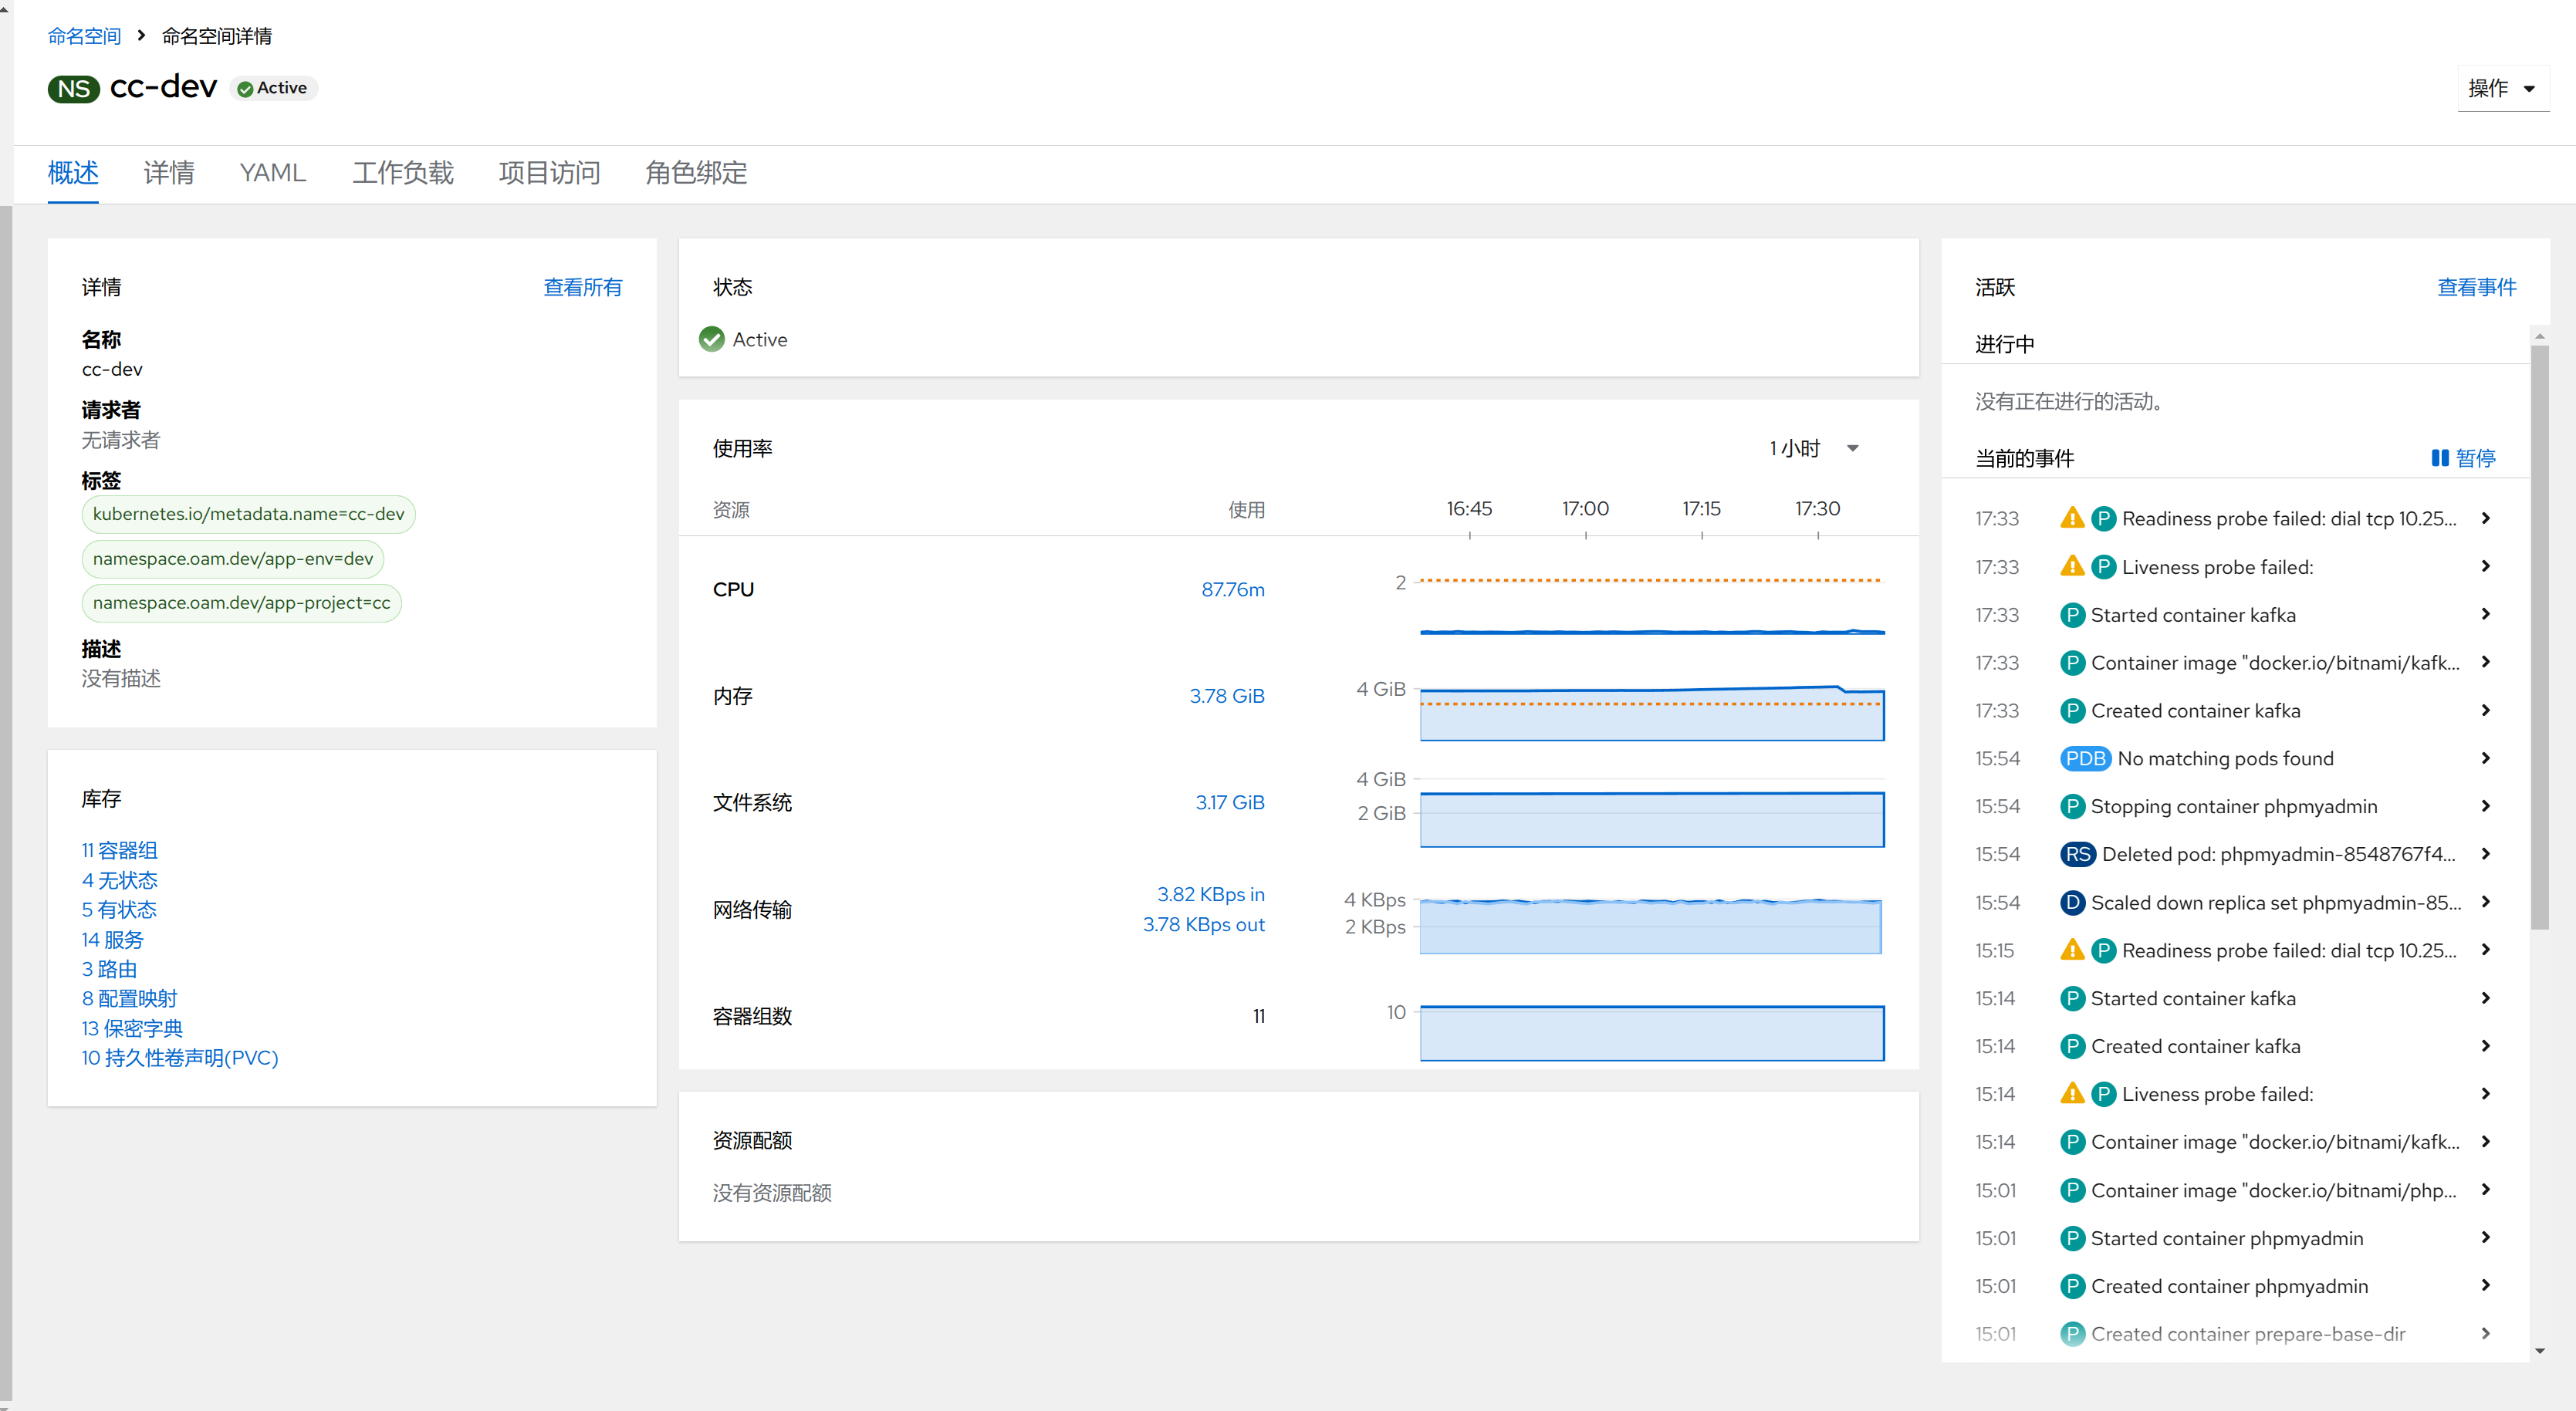 命名空间 > 命名空间详情
NS cc-dev Active
操作
概述 详情 YAML 工作负载 项目访问 角色绑定
详情 查看所有
名称
cc-dev
请求者
无请求者
标签
kubernetes.io/metadata.name=cc-dev
namespace.oam.dev/app-env=dev
namespace.oam.dev/app-project=cc
描述
没有描述
库存
11 容器组
4 无状态
5 有状态
14 服务
3 路由
8 配置映射
13 保密字典
10 持久性卷声明(PVC)
状态
Active
使用率 1 小时
资源 使用 16:45 17:00 17:15 17:30
CPU 87.76m 2
内存 3.78 GiB 4 GiB
文件系统 3.17 GiB 4 GiB
2 GiB
网络传输 3.82 KBps in 4 KBps
3.78 KBps out 2 KBps
容器组数 11 10
资源配额
没有资源配额
活跃 查看事件
进行中
没有正在进行的活动。
当前的事件 暂停
17:33 P Readiness probe failed: dial tcp 10.25...
17:33 P Liveness probe failed:
17:33 P Started container kafka
17:33 P Container image "docker.io/bitnami/kafk...
17:33 P Created container kafka
15:54 PDB No matching pods found
15:54 P Stopping container phpmyadmin
15:54 RS Deleted pod: phpmyadmin-8548767f4...
15:54 D Scaled down replica set phpmyadmin-85...
15:15 P Readiness probe failed: dial tcp 10.25...
15:14 P Started container kafka
15:14 P Created container kafka
15:14 P Liveness probe failed:
15:14 P Container image "docker.io/bitnami/kafk...
15:01 P Container image "docker.io/bitnami/php...
15:01 P Started container phpmyadmin
15:01 P Created container phpmyadmin
15:01 P Created container prepare-base-dir